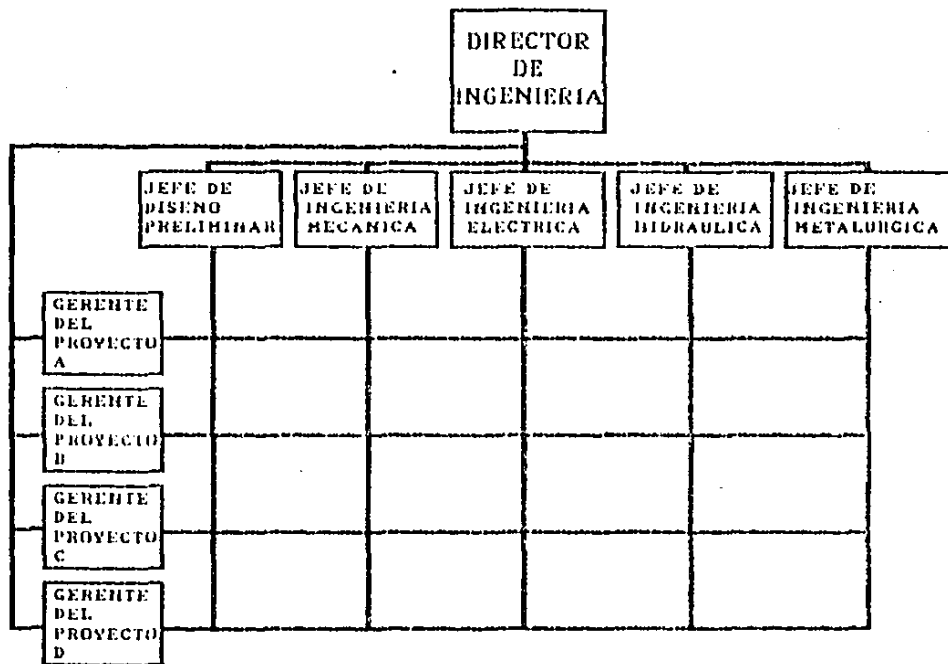 DIRECTOR
DE
INGENIERIA
JEFE DE
DISEÑO
PRELIMINAR
JEFE DE
INGENIERIA
MECANICA
JEFE DE
INGENIERIA
ELECTRICA
JEFE DE
INGENIERIA
HIDRAULICA
JEFE DE
INGENIERIA
METALURGICA
GERENTE
DEL
PROYECTO
A
GERENTE
DEL
PROYECTO
B
GERENTE
DEL
PROYECTO
C
GERENTE
DEL
PROYECTO
D